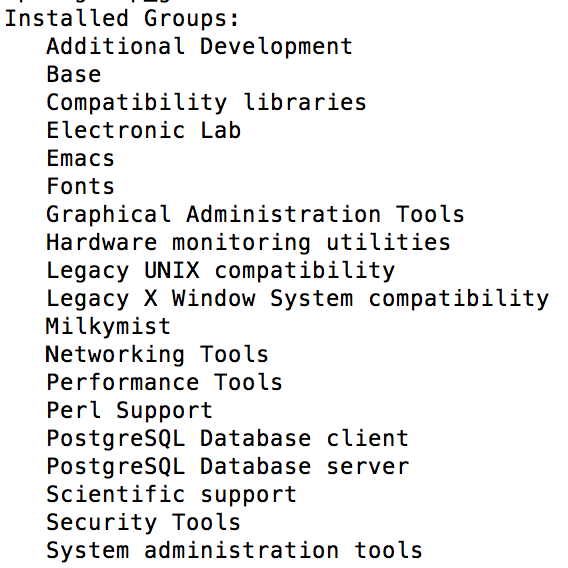 Installed Groups:
Additional Development
Base
Compatibility libraries
Electronic Lab
Emacs
Fonts
Graphical Administration Tools
Hardware monitoring utilities
Legacy UNIX compatibility
Legacy X Window System compatibility
Milkymist
Networking Tools
Performance Tools
Perl Support
PostgreSQL Database client
PostgreSQL Database server
Scientific support
Security Tools
System administration tools